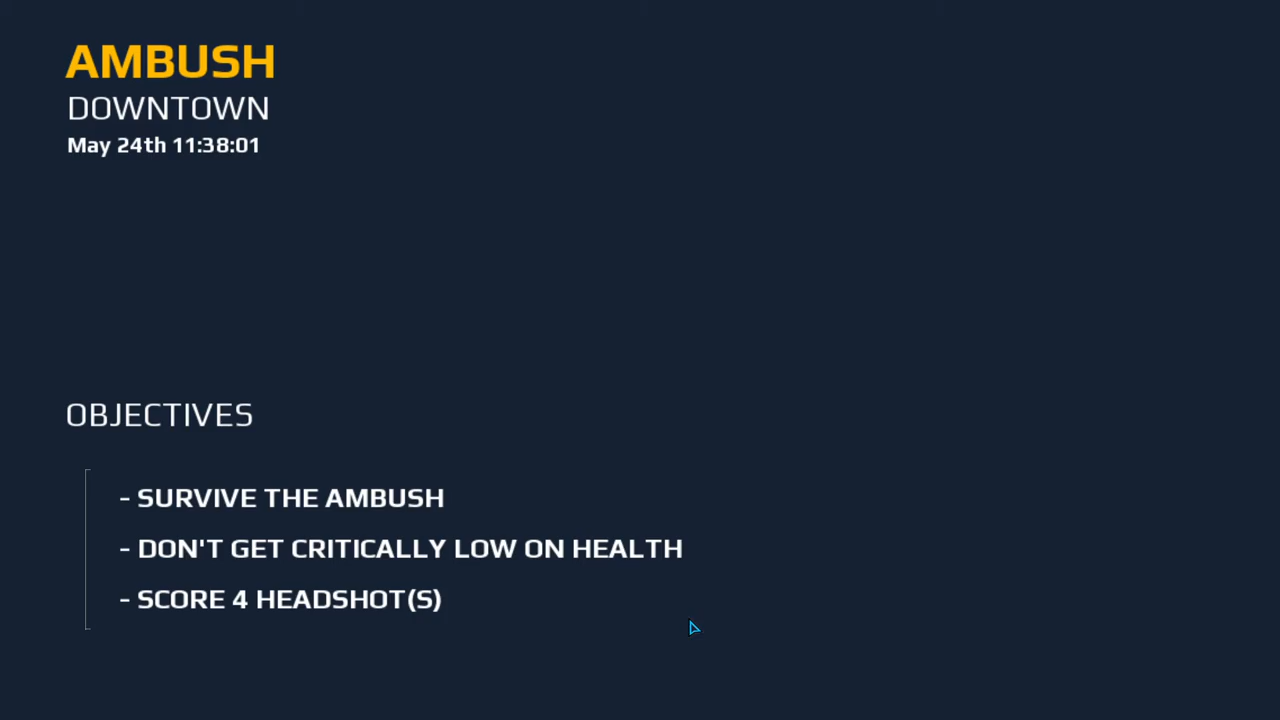 AMBUSH
DOWNTOWN
May 24th 11:38:01
OBJECTIVES
- SURVIVE THE AMBUSH
- DON'T GET CRITICALLY LOW ON HEALTH
- SCORE 4 HEADSHOT(S)